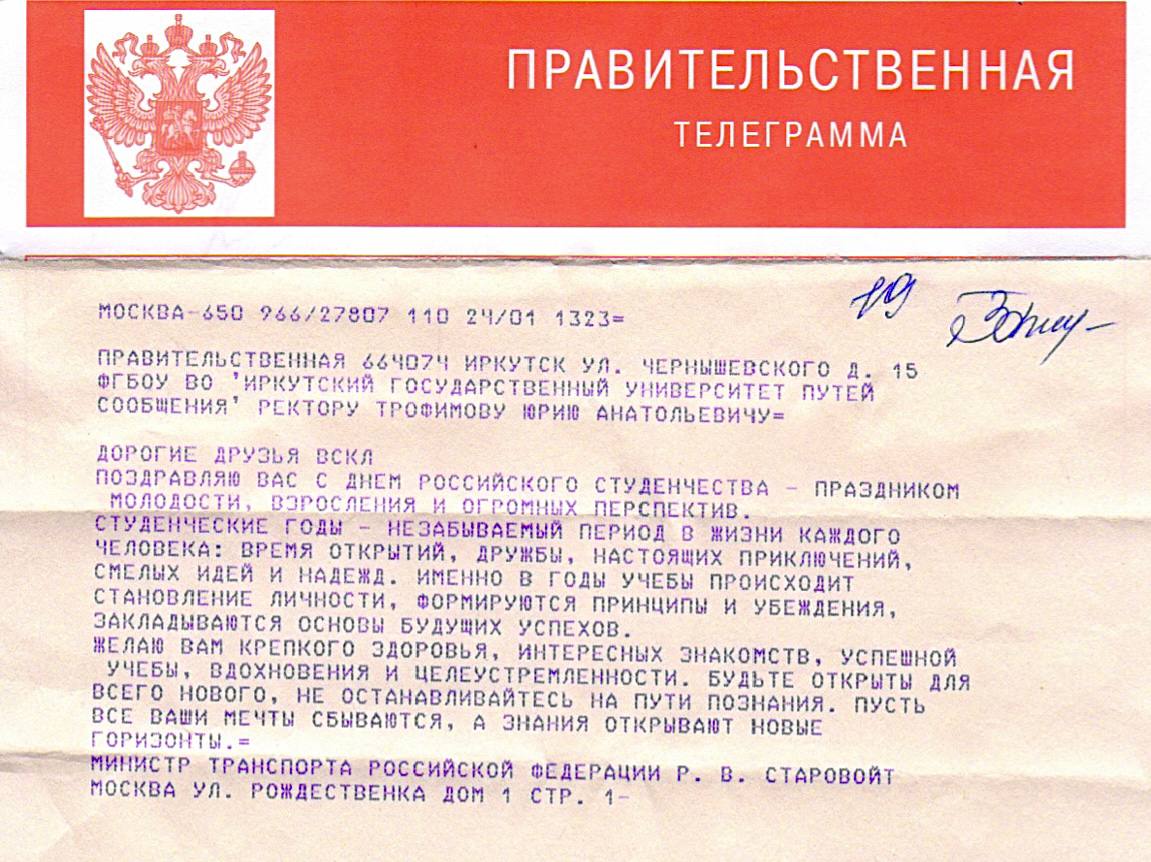 ПРАВИТЕЛЬСТВЕННАЯ
ТЕЛЕГРАММА
МОСКВА-650 966/27807 110 24/01 1323=
ПРАВИТЕЛЬСТВЕННАЯ 664074 ИРКУТСК УЛ. ЧЕРНЫШЕВСКОГО Д. 15
ФГБОУ ВО 'ИРКУТСКИЙ ГОСУДАРСТВЕННЫЙ УНИВЕРСИТЕТ ПУТЕЙ
СООБЩЕНИЯ' РЕКТОРУ ТРОФИМОВУ ЮРИЮ АНАТОЛЬЕВИЧУ=
ДОРОГИЕ ДРУЗЬЯ ВСКЛ
ПОЗДРАВЛЯЮ ВАС С ДНЕМ РОССИЙСКОГО СТУДЕНЧЕСТВА - ПРАЗДНИКОМ
МОЛОДОСТИ, ВЗРОСЛЕНИЯ И ОГРОМНЫХ ПЕРСПЕКТИВ.
СТУДЕНЧЕСКИЕ ГОДЫ - НЕЗАБЫВАЕМЫЙ ПЕРИОД В ЖИЗНИ КАЖДОГО
ЧЕЛОВЕКА: ВРЕМЯ ОТКРЫТИЙ, ДРУЖБЫ, НАСТОЯЩИХ ПРИКЛЮЧЕНИЙ,
СМЕЛЫХ ИДЕЙ И НАДЕЖД. ИМЕННО В ГОДЫ УЧЕБЫ ПРОИСХОДИТ
СТАНОВЛЕНИЕ ЛИЧНОСТИ, ФОРМИРУЮТСЯ ПРИНЦИПЫ И УБЕЖДЕНИЯ,
ЗАКЛАДЫВАЮТСЯ ОСНОВЫ БУДУЩИХ УСПЕХОВ.
ЖЕЛАЮ ВАМ КРЕПКОГО ЗДОРОВЬЯ, ИНТЕРЕСНЫХ ЗНАКОМСТВ, УСПЕШНОЙ
УЧЕБЫ, ВДОХНОВЕНИЯ И ЦЕЛЕУСТРЕМЛЕННОСТИ. БУДЬТЕ ОТКРЫТЫ ДЛЯ
ВСЕГО НОВОГО, НЕ ОСТАНАВЛИВАЙТЕСЬ НА ПУТИ ПОЗНАНИЯ. ПУСТЬ
ВСЕ ВАШИ МЕЧТЫ СБЫВАЮТСЯ, А ЗНАНИЯ ОТКРЫВАЮТ НОВЫЕ
ГОРИЗОНТЫ.=
МИНИСТР ТРАНСПОРТА РОССИЙСКОЙ ФЕДЕРАЦИИ Р. В. СТАРОВОЙТ
МОСКВА УЛ. РОЖДЕСТВЕНКА ДОМ 1 СТР. 1-